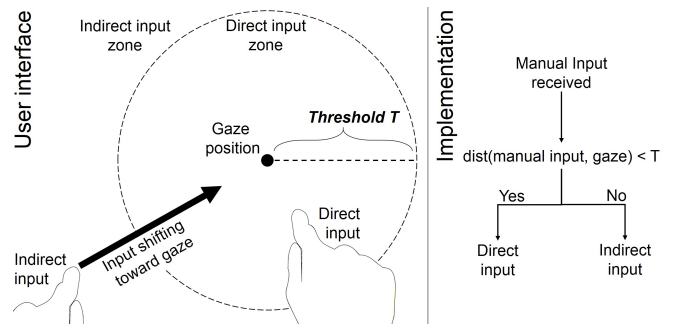 User interface
Indirect input
zone
Direct input
zone
Threshold T
Gaze
position
Direct
input
Indirect
input
Input shifting
toward gaze
Implementation
Manual Input
received
dist(manual input, gaze) < T
Yes
No
Direct
input
Indirect
input